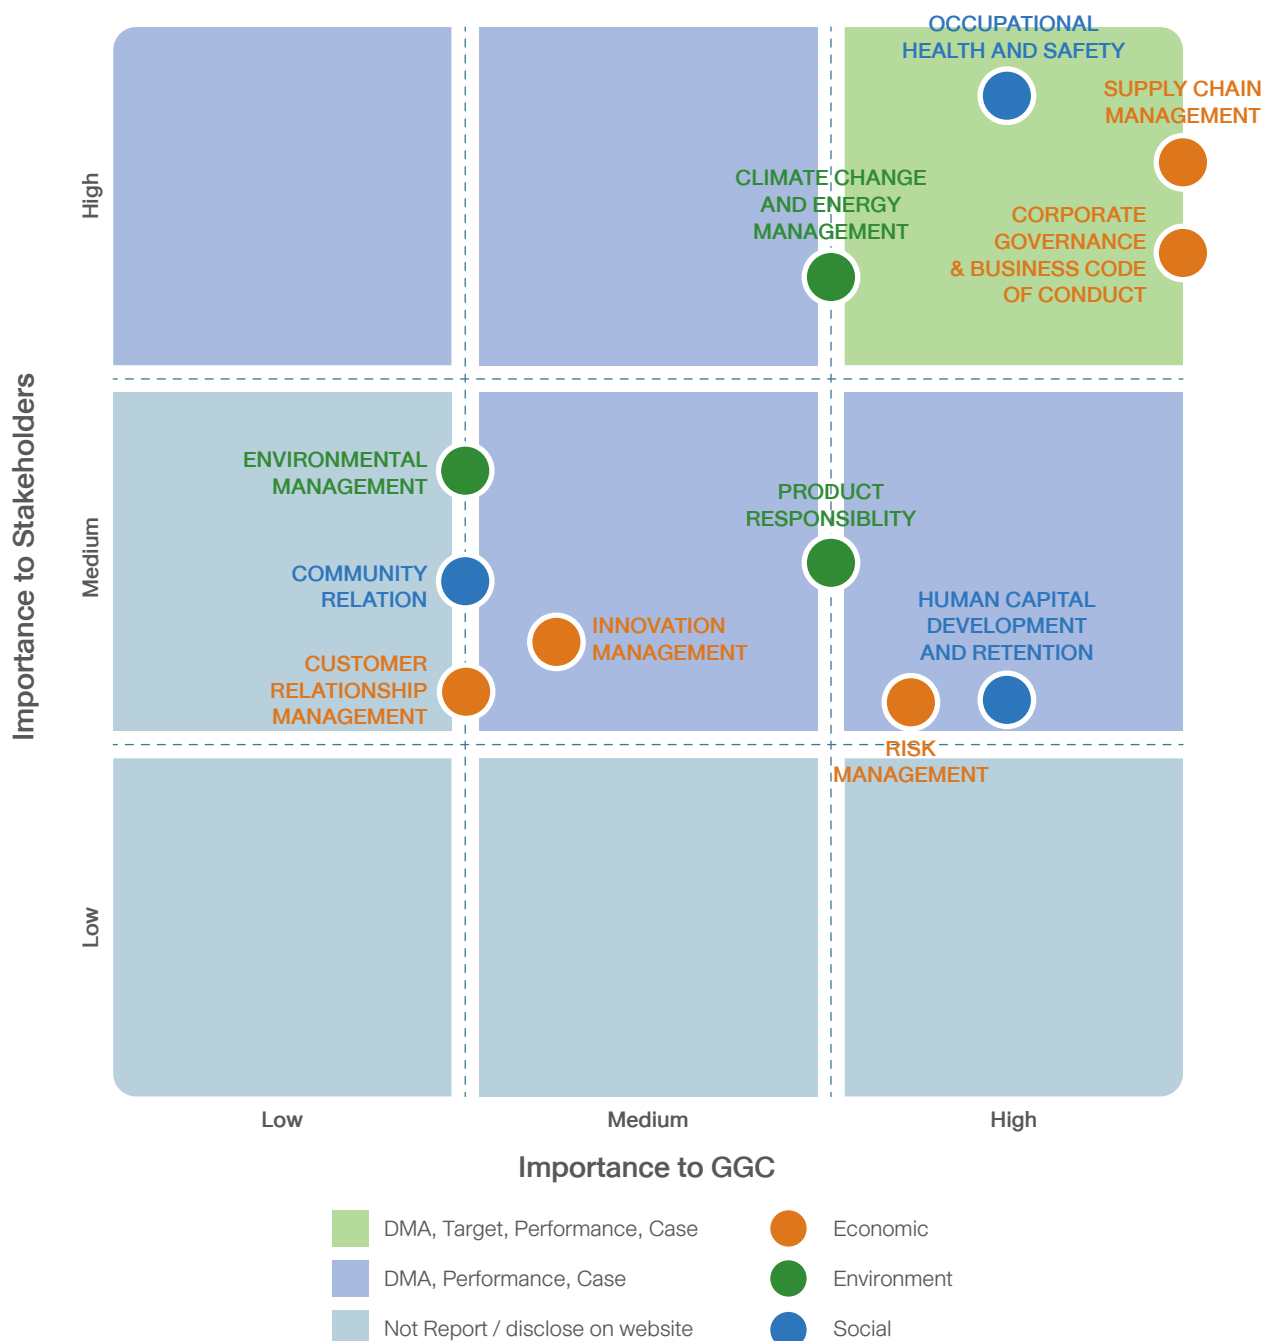 OCCUPATIONAL
HEALTH AND SAFETY
SUPPLY CHAIN
MANAGEMENT
CLIMATE CHANGE
AND ENERGY
MANAGEMENT
CORPORATE
GOVERNANCE
& BUSINESS CODE
OF CONDUCT
High
Importance to Stakeholders
Medium
ENVIRONMENTAL
MANAGEMENT
PRODUCT
RESPONSIBLITY
COMMUNITY
RELATION
INNOVATION
MANAGEMENT
HUMAN CAPITAL
DEVELOPMENT
AND RETENTION
CUSTOMER
RELATIONSHIP
MANAGEMENT
RISK
MANAGEMENT
Low
Low
Medium
High
Importance to GGC
DMA, Target, Performance, Case
Economic
DMA, Performance, Case
Environment
Not Report / disclose on website
Social